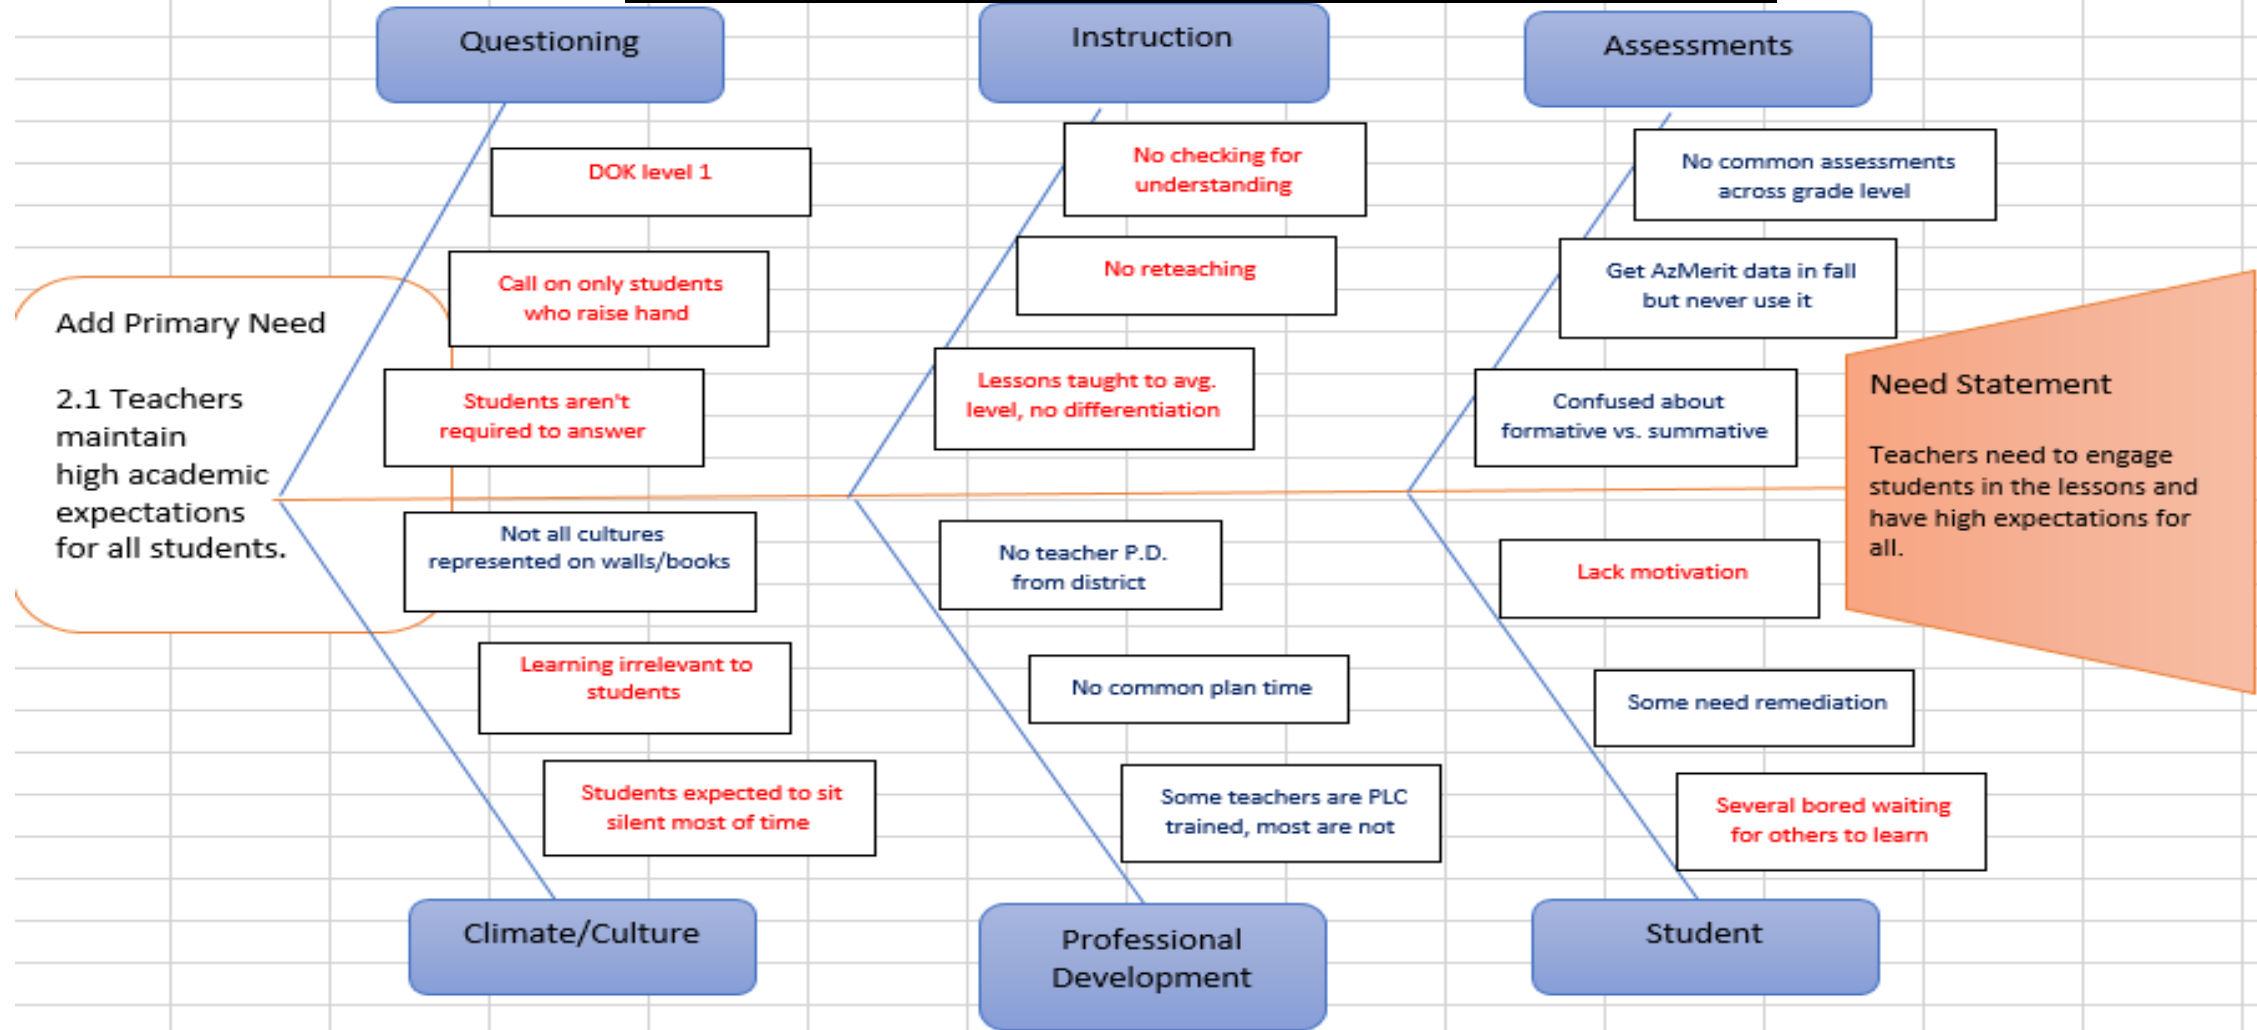 Questioning
Instruction
Assessments
DOK level 1
Call on only students
who raise hand
Students aren't
required to answer
No checking for
understanding
No reteaching
Lessons taught to avg.
level, no differentiation
No common assessments
across grade level
Get AzMerit data in fall
but never use it
Confused about
formative vs. summative
Add Primary Need
2.1 Teachers
maintain
high academic
expectations
for all students.
Need Statement
Teachers need to engage
students in the lessons and
have high expectations for
all.
Not all cultures
represented on walls/books
Learning irrelevant to
students
Students expected to sit
silent most of time
No teacher P.D.
from district
No common plan time
Some teachers are PLC
trained, most are not
Lack motivation
Some need remediation
Several bored waiting
for others to learn
Climate/Culture
Professional
Development
Student